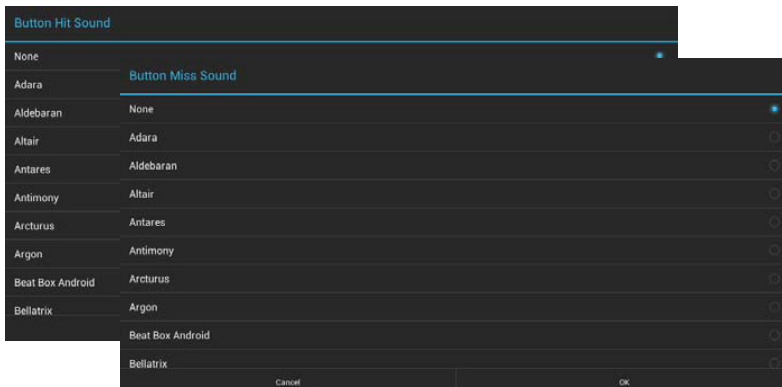 Button Hit Sound
None
Adara
Aldebaran
Altair
Antares
Antimony
Arcturus
Argon
Beat Box Android
Bellatrix
Button Miss Sound
None
Adara
Aldebaran
Altair
Antares
Antimony
Arcturus
Argon
Beat Box Android
Bellatrix
Cancel OK